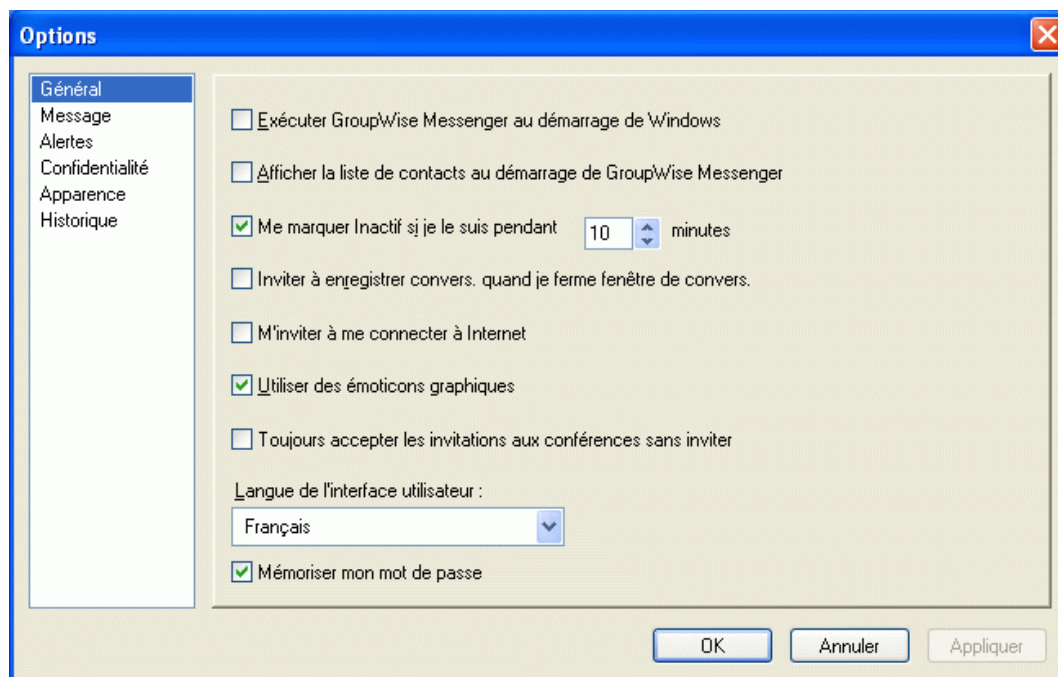 Options
Général
Message
Alertes
Confidentialité
Apparence
Historique
Exécuter GroupWise Messenger au démarrage de Windows
Afficher la liste de contacts au démarrage de GroupWise Messenger
Me marquer Inactif si je le suis pendant 10 minutes
Inviter à enregistrer convers. quand je ferme fenêtre de convers.
M'inviter à me connecter à Internet
Utiliser des émoticons graphiques
Toujours accepter les invitations aux conférences sans inviter
Langue de l'interface utilisateur :
Français
Mémoriser mon mot de passe
OK Annuler Appliquer